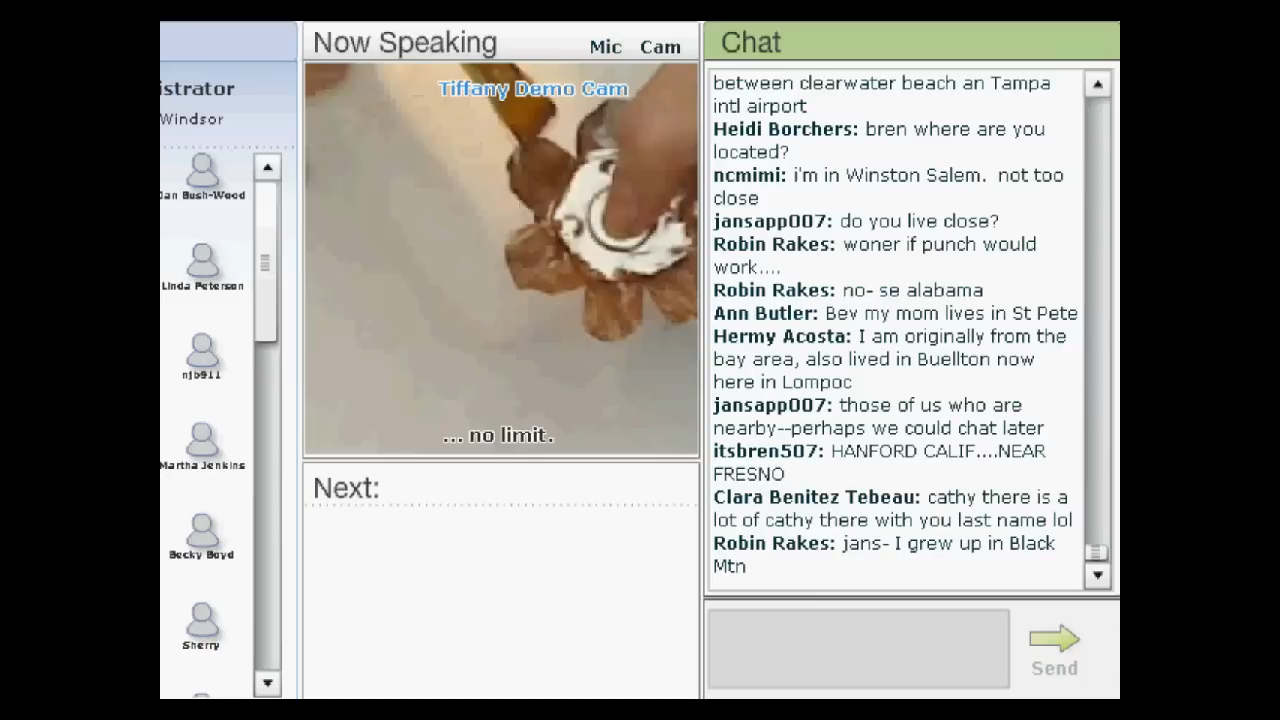 istrator
Windsor
Jan Bush-Wood
Linda Peterson
njb911
Martha Jenkins
Becky Boyd
Sherry
Now Speaking
Mic Cam
Tiffany Demo Cam
... no limit.
Next:
Chat
between clearwater beach an Tampa
intl airport
Heidi Borchers: bren where are you
located?
ncmimi: i'm in Winston Salem.  not too
close
jansapp007: do you live close?
Robin Rakes: woner if punch would
work....
Robin Rakes: no- se alabama
Ann Butler: Bev my mom lives in St Pete
Hermy Acosta: I am originally from the
bay area, also lived in Buellton now
here in Lompoc
jansapp007: those of us who are
nearby--perhaps we could chat later
itsbren507: HANFORD CALIF....NEAR
FRESNO
Clara Benitez Tebeau: cathy there is a
lot of cathy there with you last name lol
Robin Rakes: jans- I grew up in Black
Mtn
Send